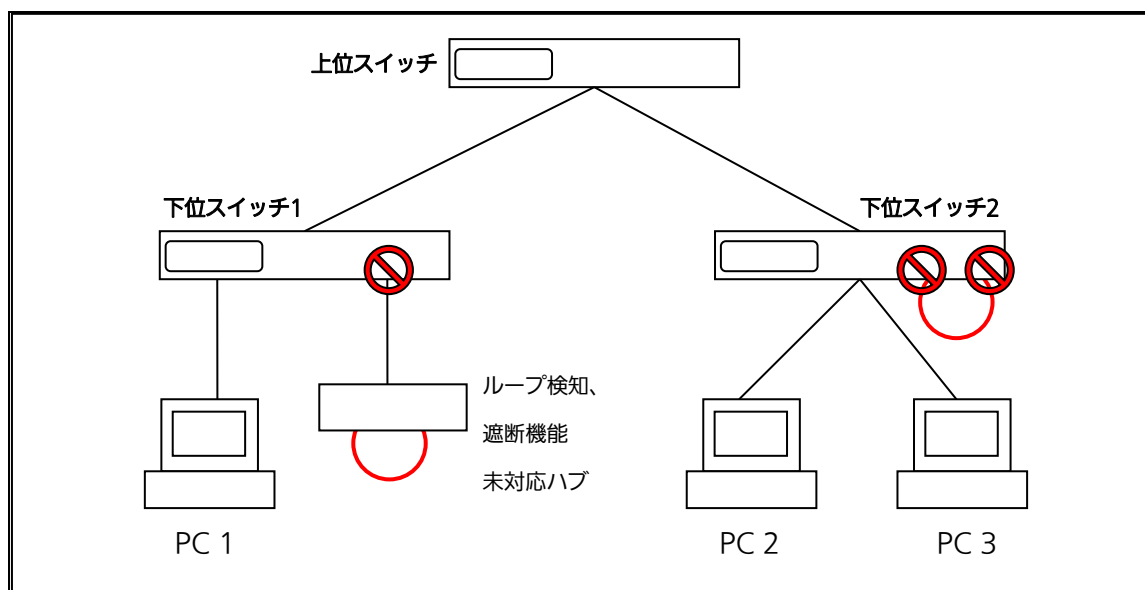 上位スイッチ
下位スイッチ1
下位スイッチ2
ループ検知、
遮断機能
未対応ハブ
PC 1
PC 2
PC 3